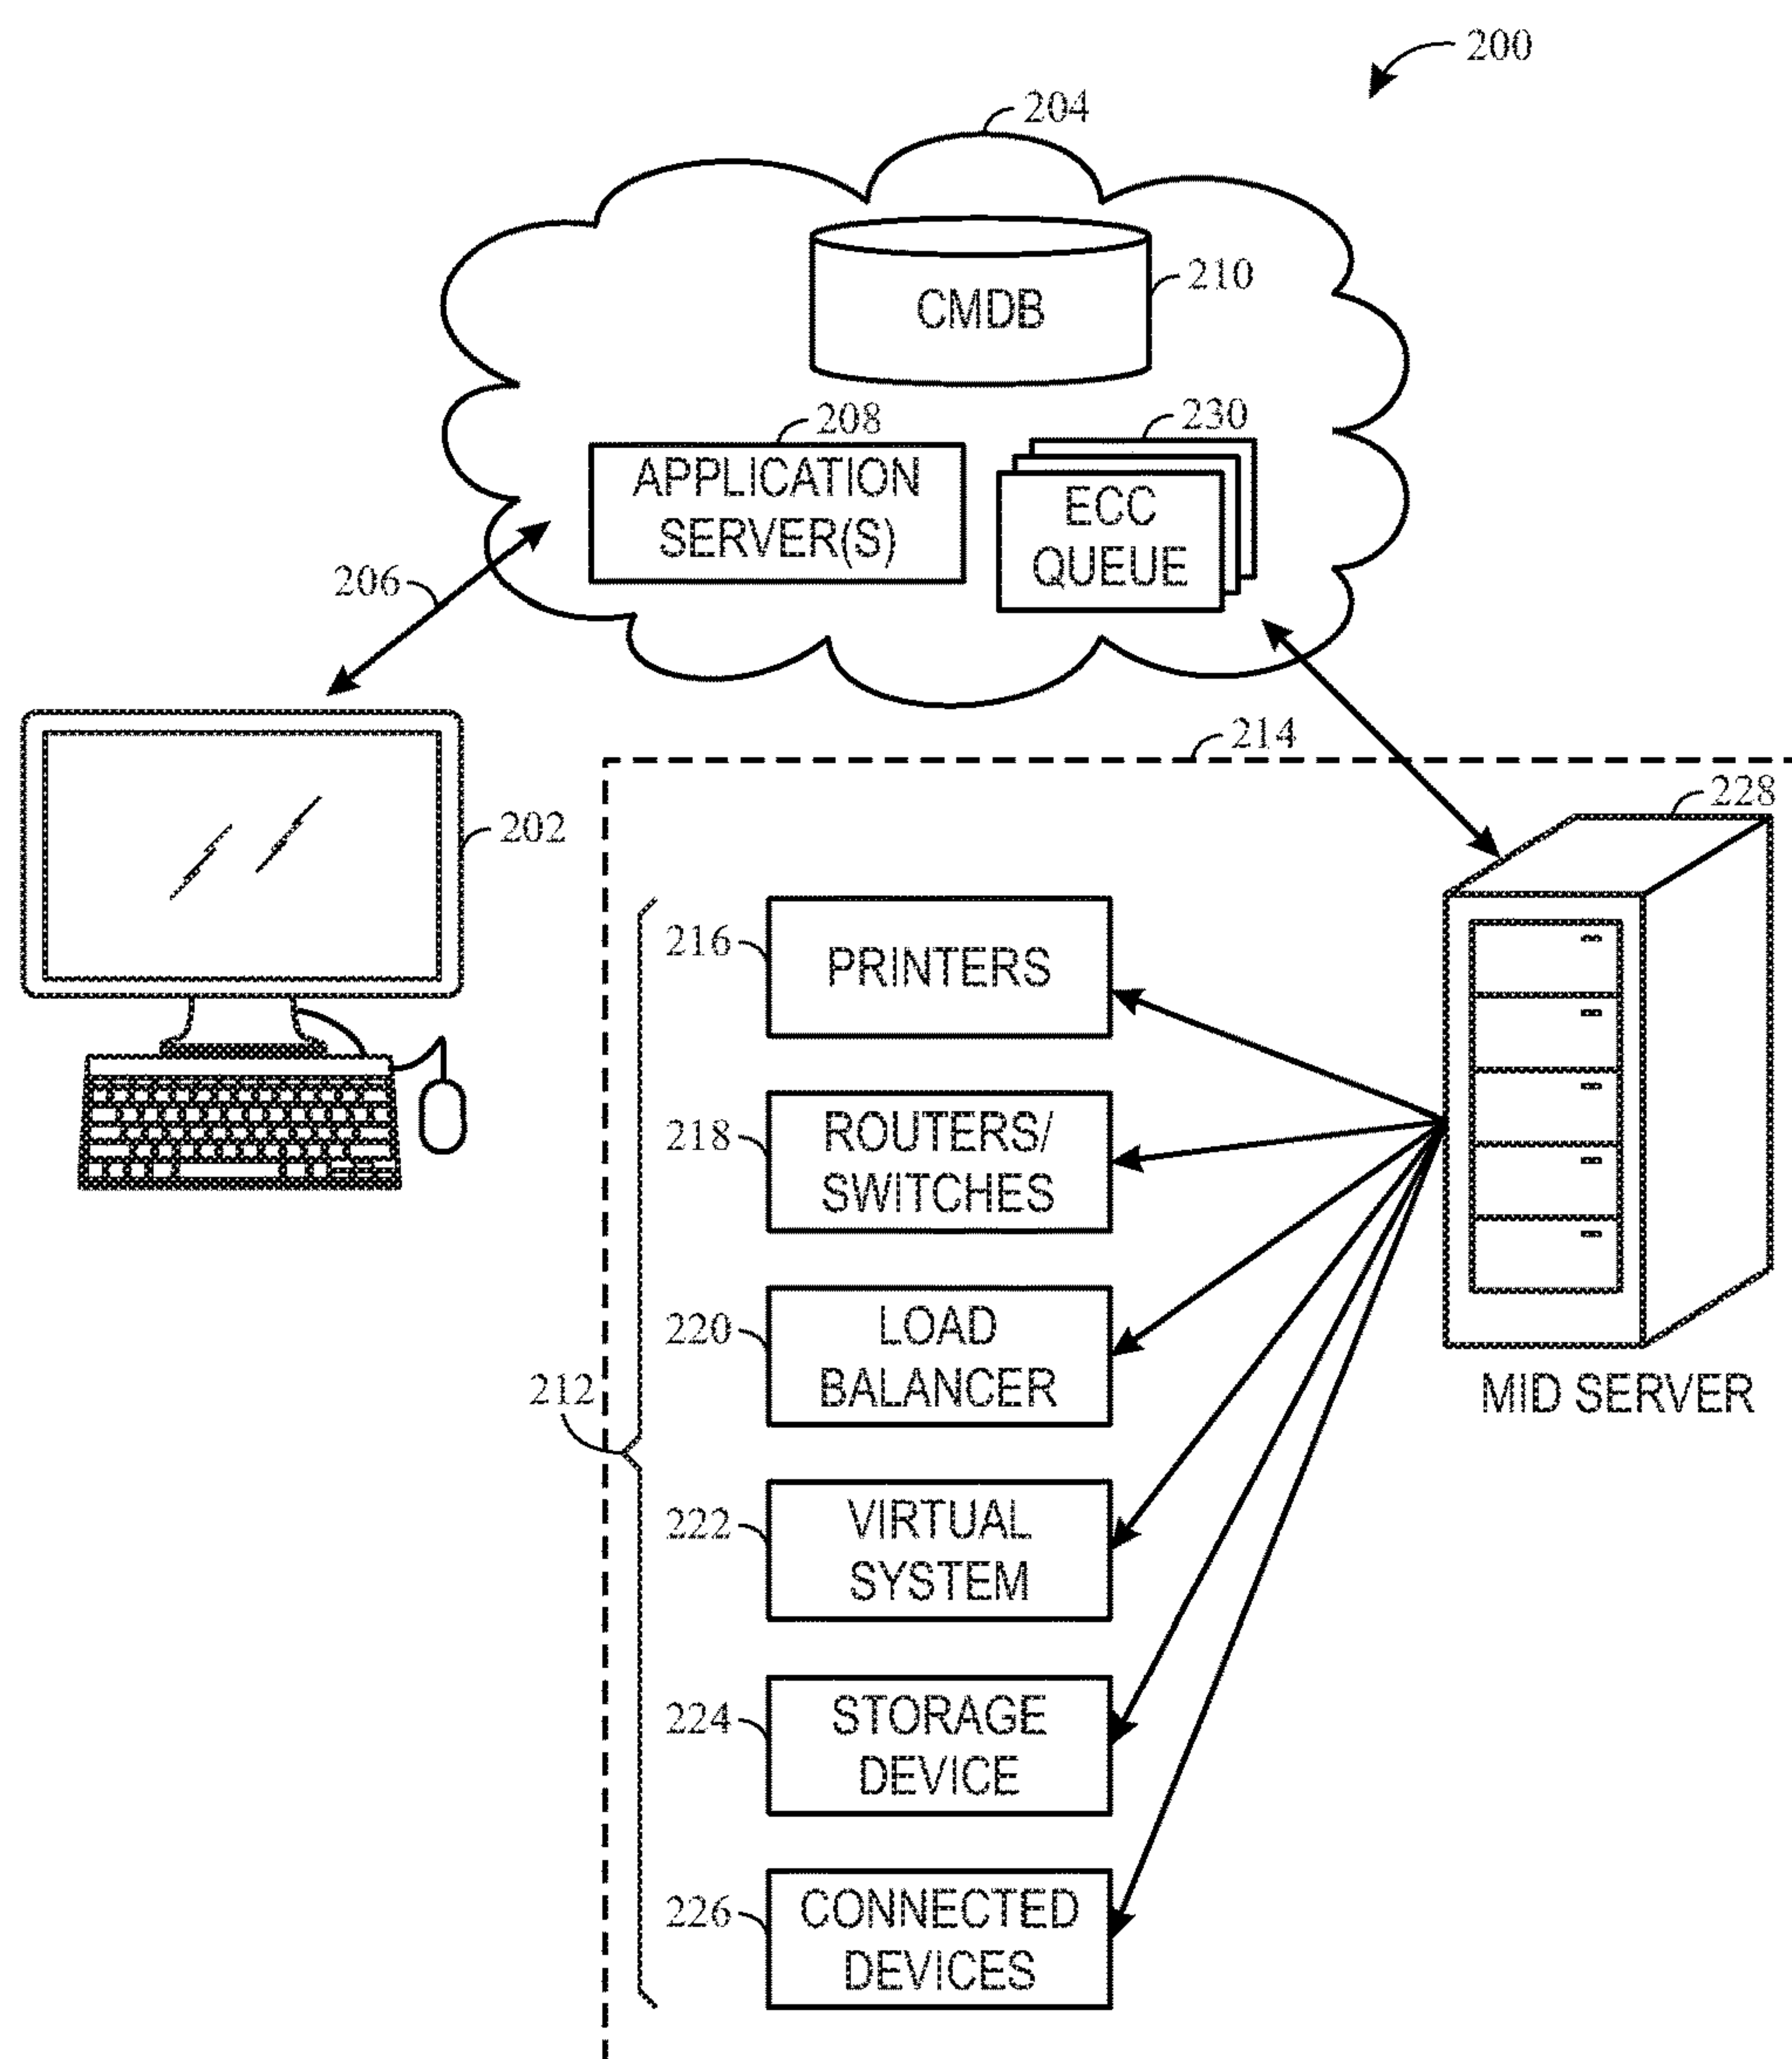 200
204
CMDB
210
208
230
APPLICATION
SERVER(S)
ECC
QUEUE
206
214
228
202
216
PRINTERS
218
ROUTERS/
SWITCHES
220
LOAD
BALANCER
212
MID SERVER
222
VIRTUAL
SYSTEM
224
STORAGE
DEVICE
226
CONNECTED
DEVICES